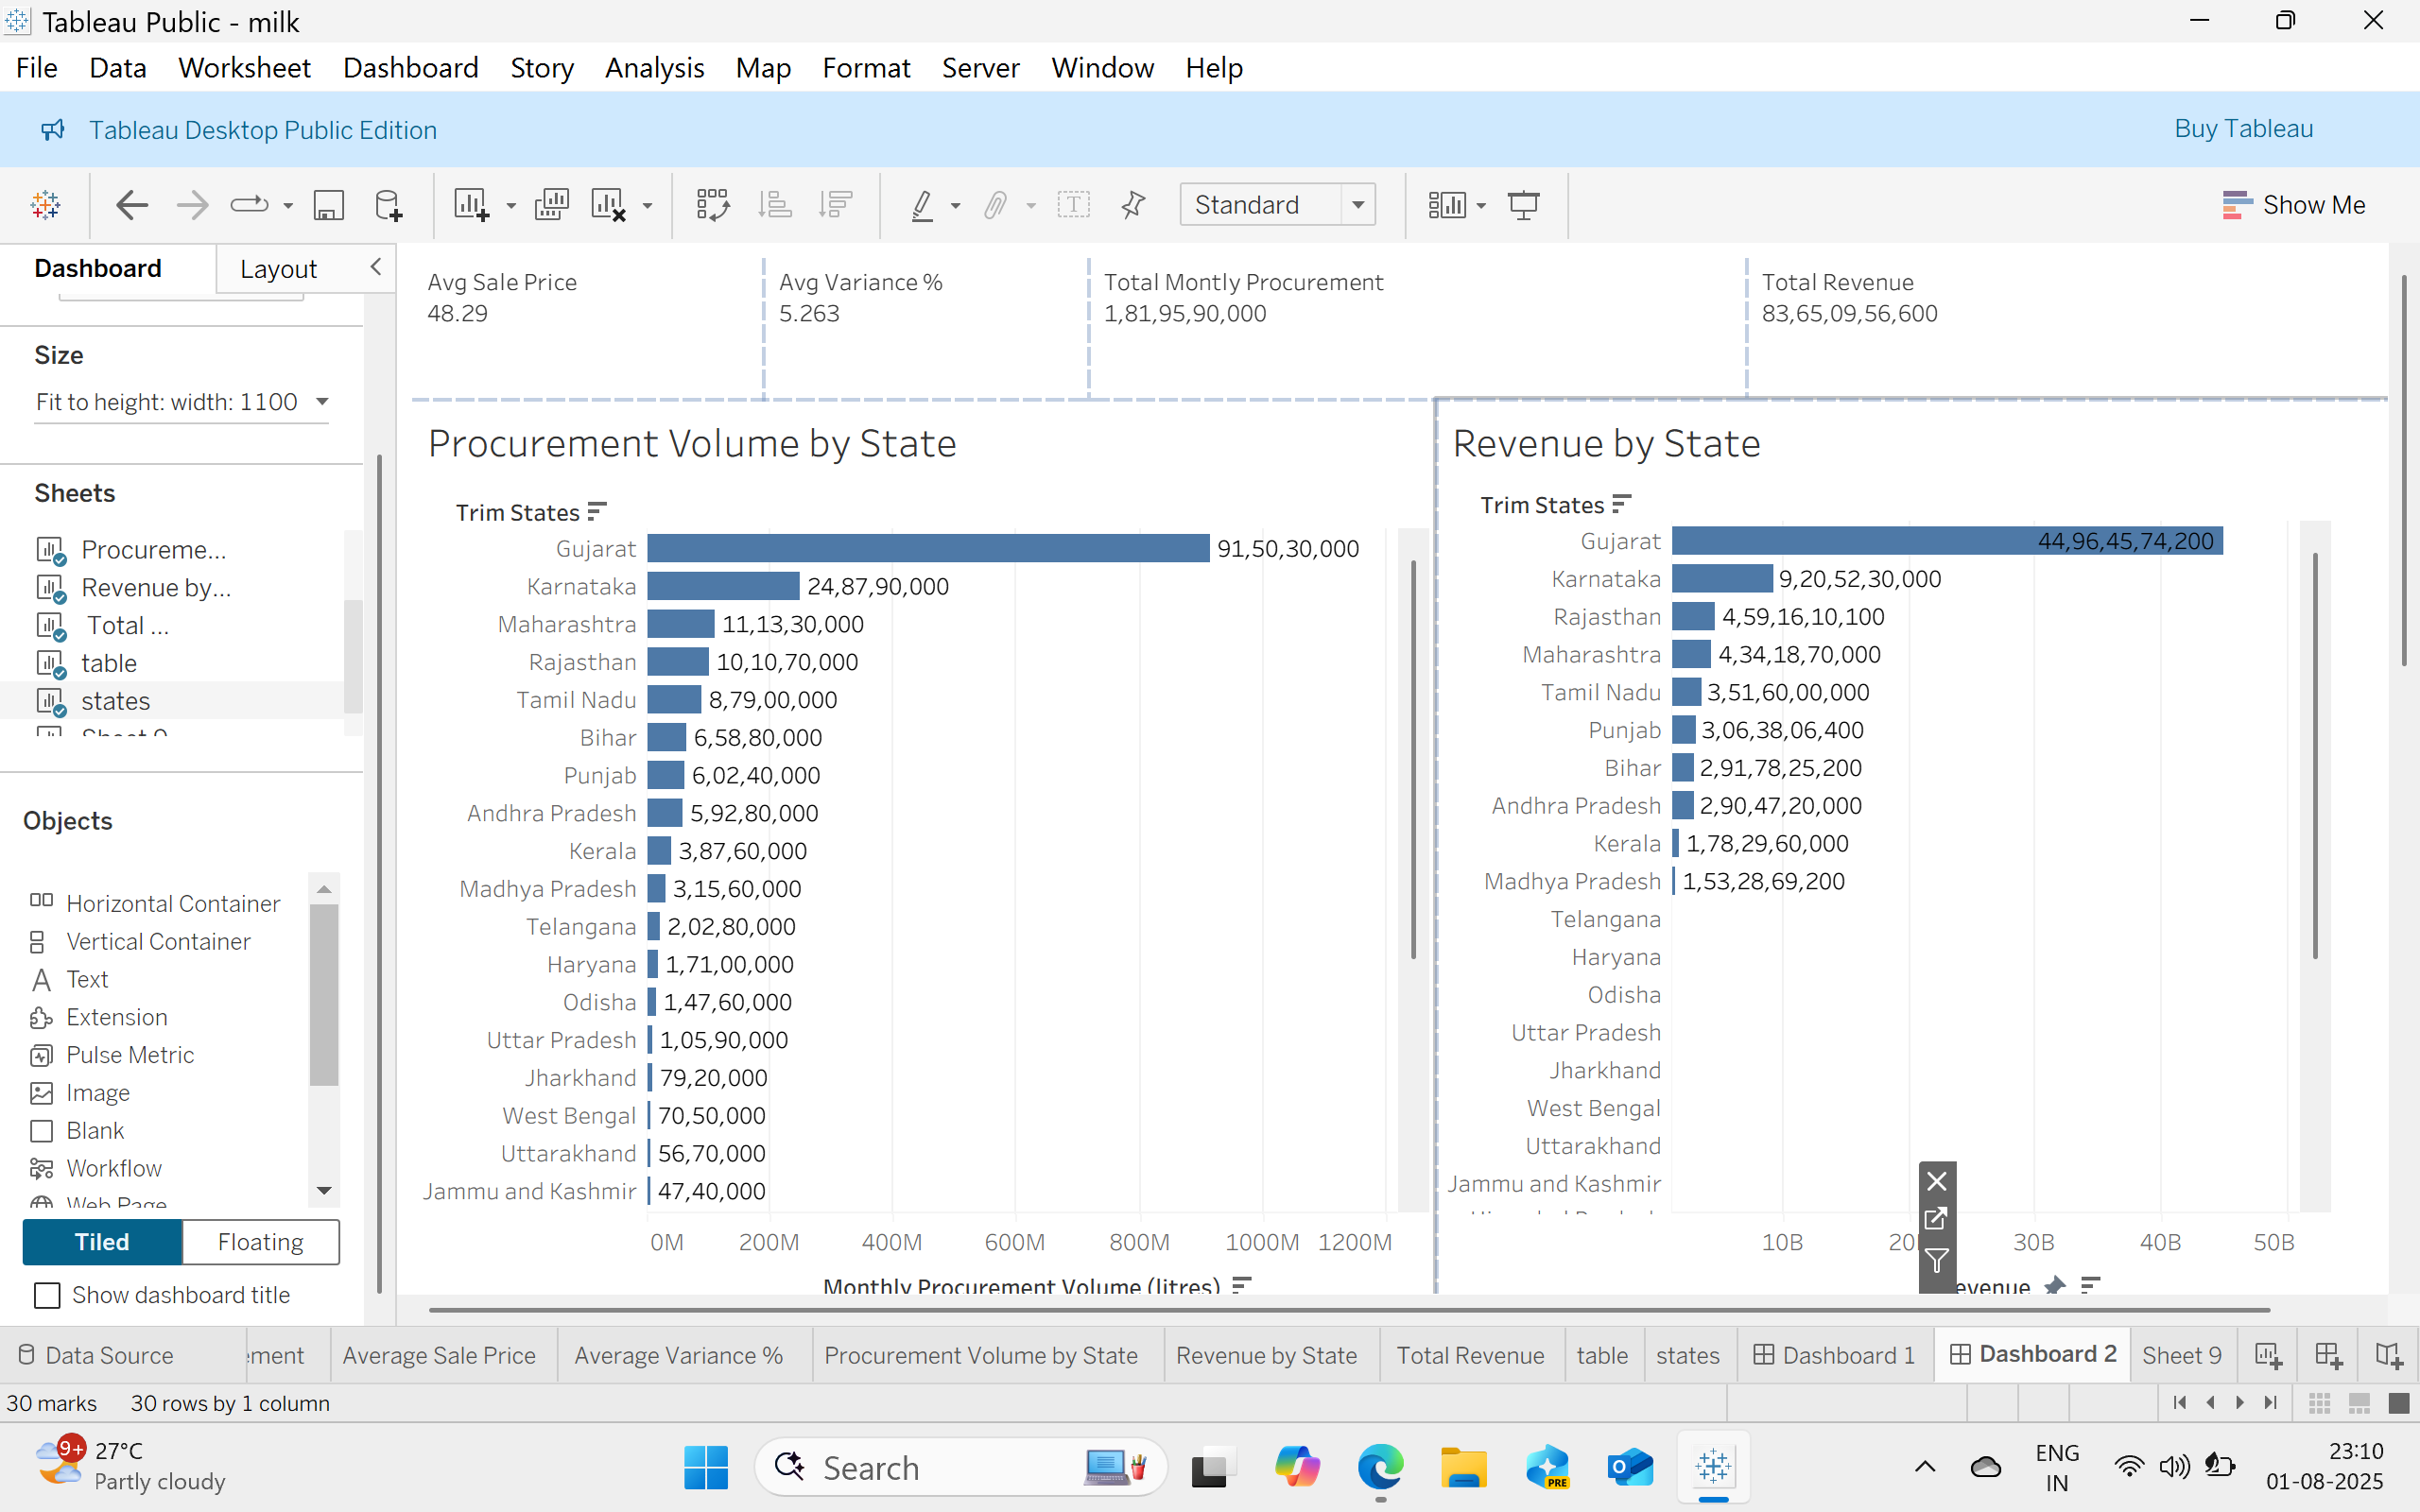 Tableau Public - milk
File Data Worksheet Dashboard Story Analysis Map Format Server Window Help
Tableau Desktop Public Edition
Buy Tableau
Standard
Show Me
Dashboard
Layout
Size
Fit to height: width: 1100
Sheets
Procureme...
Revenue by...
Total ...
table
states
Objects
Horizontal Container
Vertical Container
Text
Extension
Pulse Metric
Image
Blank
Workflow
Web Page
Tiled
Floating
Show dashboard title
Avg Sale Price
48.29
Avg Variance %
5.263
Total Montly Procurement
1,81,95,90,000
Total Revenue
83,65,09,56,600
Procurement Volume by State
Trim States
Gujarat 91,50,30,000
Karnataka 24,87,90,000
Maharashtra 11,13,30,000
Rajasthan 10,10,70,000
Tamil Nadu 8,79,00,000
Bihar 6,58,80,000
Punjab 6,02,40,000
Andhra Pradesh 5,92,80,000
Kerala 3,87,60,000
Madhya Pradesh 3,15,60,000
Telangana 2,02,80,000
Haryana 1,71,00,000
Odisha 1,47,60,000
Uttar Pradesh 1,05,90,000
Jharkhand 79,20,000
West Bengal 70,50,000
Uttarakhand 56,70,000
Jammu and Kashmir 47,40,000
0M 200M 400M 600M 800M 1000M 1200M
Monthly Procurement Volume (litres)
Revenue by State
Trim States
Gujarat 44,96,45,74,200
Karnataka 9,20,52,30,000
Rajasthan 4,59,16,10,100
Maharashtra 4,34,18,70,000
Tamil Nadu 3,51,60,00,000
Punjab 3,06,38,06,400
Bihar 2,91,78,25,200
Andhra Pradesh 2,90,47,20,000
Kerala 1,78,29,60,000
Madhya Pradesh 1,53,28,69,200
Telangana
Haryana
Odisha
Uttar Pradesh
Jharkhand
West Bengal
Uttarakhand
Jammu and Kashmir
10B 20 30B 40B 50B
evenue
Data Source ement Average Sale Price Average Variance % Procurement Volume by State Revenue by State Total Revenue table states Dashboard 1 Dashboard 2 Sheet 9
30 marks 30 rows by 1 column
9+
27°C
Partly cloudy
Search
PRE
ENG
IN
23:10
01-08-2025